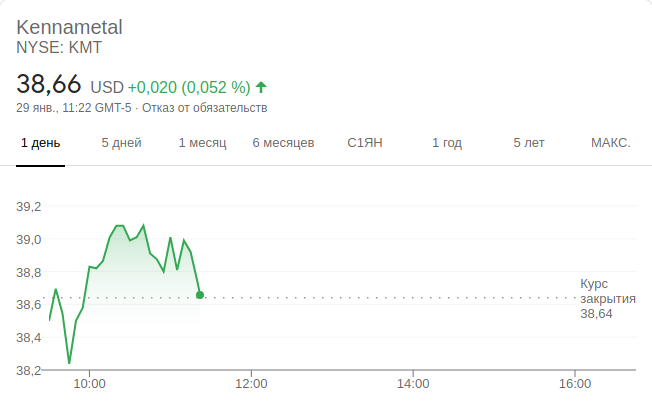 Kennametal
NYSE: KMT
38,66 USD +0,020 (0,052 %)
29 янв., 11:22 GMT-5 · Отказ от обязательств
1 день 5 дней 1 месяц 6 месяцев С1ЯН 1 год 5 лет МАКС.
39,2
39,0
38,8
38,6
38,4
38,2
Курс
закрытия
38,64
10:00 12:00 14:00 16:00